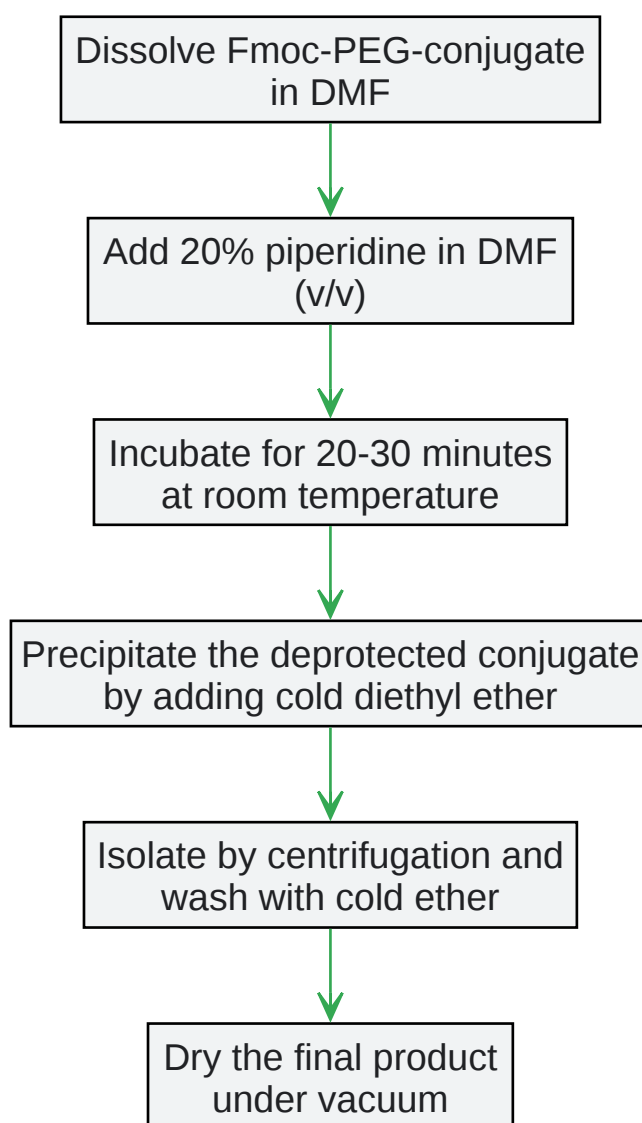 Dissolve Fmoc-PEG-conjugate
in DMF
Add 20% piperidine in DMF
(v/v)
Incubate for 20-30 minutes
at room temperature
Precipitate the deprotected conjugate
by adding cold diethyl ether
Isolate by centrifugation and
wash with cold ether
Dry the final product
under vacuum